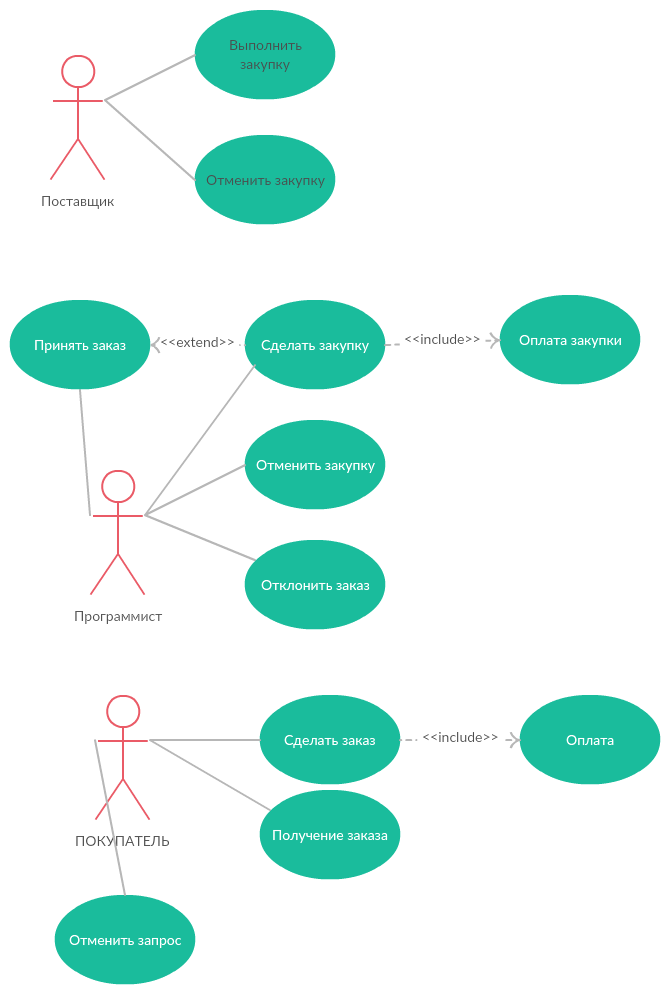 Выполнить
закупку
Отменить закупку
Поставщик
Принять заказ
<<extend>>
Сделать закупку
<<include>>
Оплата закупки
Отменить закупку
Отклонить заказ
Программист
Сделать заказ
<<include>>
Оплата
Получение заказа
ПОКУПАТЕЛЬ
Отменить запрос